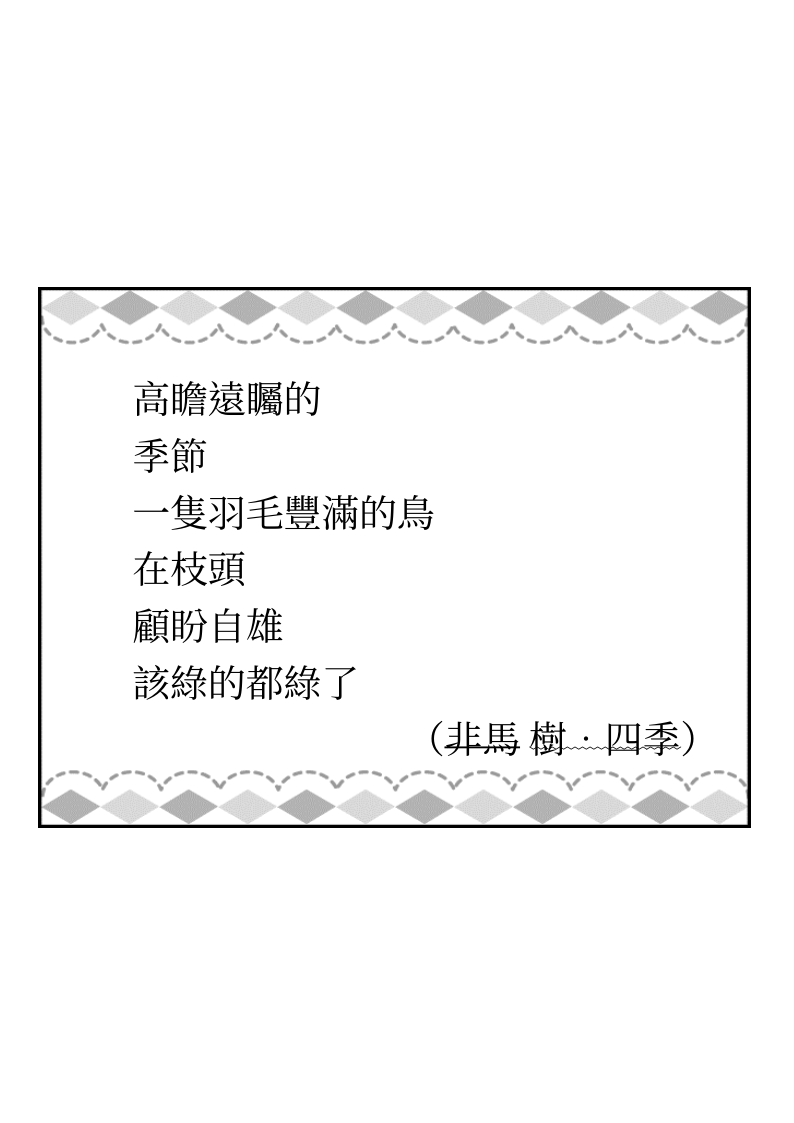 高瞻遠矚的
季節
一隻羽毛豐滿的鳥
在枝頭
顧盼自雄
該綠的都綠了
（非馬 樹．四季）